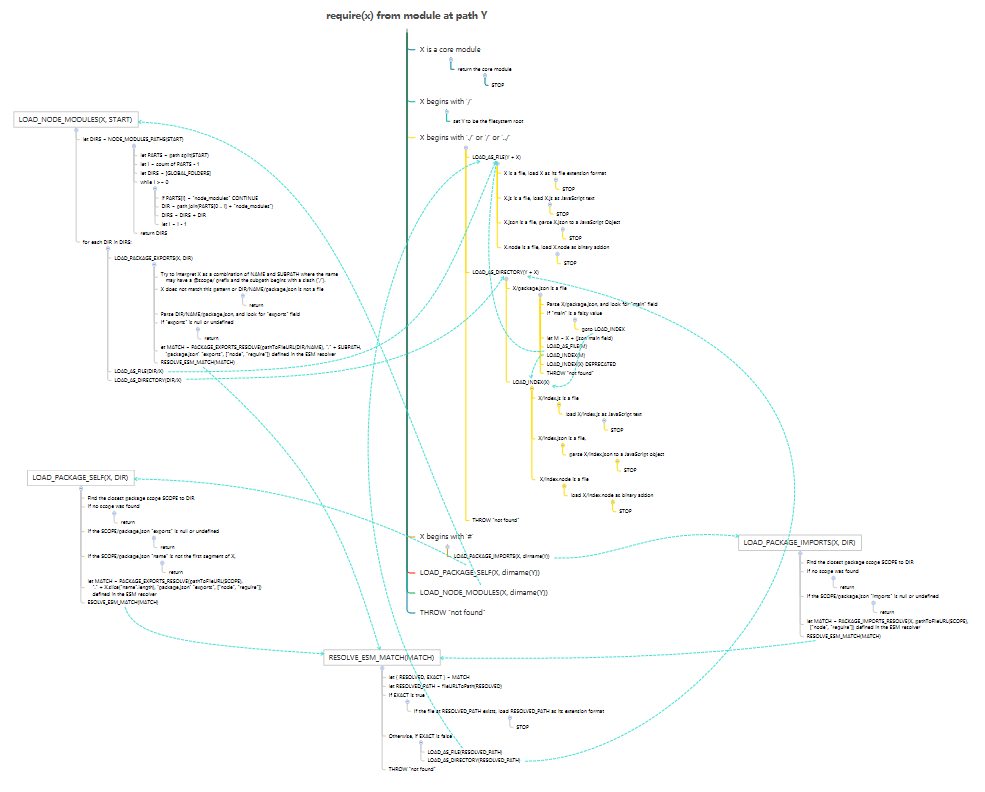 require(x) from module at path Y
X is a core module
return the core module
STOP
X begins with '/'
set Y to be the filesystem root
X begins with './' or '/' or '../'
LOAD_AS_FILE(Y + X)
X is a file, load X as its file extension format
STOP
X.js is a file, load X.js as JavaScript text
STOP
X.json is a file, parse X.json to a JavaScript Object
STOP
X.node is a file, load X.node as binary addon
STOP
LOAD_AS_DIRECTORY(Y + X)
X/package.json is a file
Parse X/package.json, and look for "main" field
If "main" is a falsy value
goto LOAD_INDEX
let M = X + (json main field)
LOAD_AS_FILE(M)
LOAD_INDEX(M)
LOAD_INDEX(X) DEPRECATED
THROW "not found"
LOAD_INDEX(X)
X/index.js is a file
load X/index.js as JavaScript text
STOP
X/index.json is a file,
parse X/index.json to a JavaScript object
STOP
X/index.node is a file
load X/index.node as binary addon
STOP
THROW "not found"
X begins with '#'
LOAD_PACKAGE_IMPORTS(X, dirname(Y))
LOAD_PACKAGE_SELF(X, dirname(Y))
LOAD_NODE_MODULES(X, dirname(Y))
THROW "not found"
LOAD_NODE_MODULES(X, START)
let DIRS = NODE_MODULES_PATHS(START)
let PARTS = path split(START)
let I = count of PARTS - 1
let DIRS = [GLOBAL_FOLDERS]
while I >= 0
if PARTS[I] = "node_modules" CONTINUE
DIR = path join(PARTS[0 .. I] + "node_modules")
DIRS = DIRS + DIR
let I = I - 1
return DIRS
for each DIR in DIRS:
LOAD_PACKAGE_EXPORTS(X, DIR)
Try to interpret X as a combination of NAME and SUBPATH where the name
may have a @scope/ prefix and the subpath begins with a slash ('/').
X does not match this pattern or DIR/NAME/package.json is not a file
return
Parse DIR/NAME/package.json, and look for "exports" field
If "exports" is null or undefined
return
let MATCH = PACKAGE_EXPORTS_RESOLVE(pathToFileURL(DIR/NAME), "." + SUBPATH,
'package.json' "exports", ["node", "require"]) defined in the ESM resolver
RESOLVE_ESM_MATCH(MATCH)
LOAD_AS_FILE(DIR/X)
LOAD_AS_DIRECTORY(DIR/X)
LOAD_PACKAGE_SELF(X, DIR)
Find the closest package scope SCOPE to DIR
If no scope was found
return
If the SCOPE/package.json "exports" is null or undefined
return
If the SCOPE/package.json "name" is not the first segment of X,
return
let MATCH = PACKAGE_EXPORTS_RESOLVE(pathToFileURL(SCOPE),
"." + X.slice("name".length), 'package.json' "exports", ["node", "require"])
defined in the ESM resolver
ESOLVE_ESM_MATCH(MATCH)
LOAD_PACKAGE_IMPORTS(X, DIR)
Find the closest package scope SCOPE to DIR
If no scope was found
return
If the SCOPE/package.json "imports" is null or undefined
return
let MATCH = PACKAGE_IMPORTS_RESOLVE(X, pathToFileURL(SCOPE),
["node", "require"]) defined in the ESM resolver
RESOLVE_ESM_MATCH(MATCH)
RESOLVE_ESM_MATCH(MATCH)
let { RESOLVED, EXACT } = MATCH
let RESOLVED_PATH = fileURLToPath(RESOLVED)
If EXACT is true
If the file at RESOLVED_PATH exists, load RESOLVED_PATH as its extension format
STOP
Otherwise, if EXACT is false
LOAD_AS_FILE(RESOLVED_PATH)
LOAD_AS_DIRECTORY(RESOLVED_PATH)
THROW "not found"